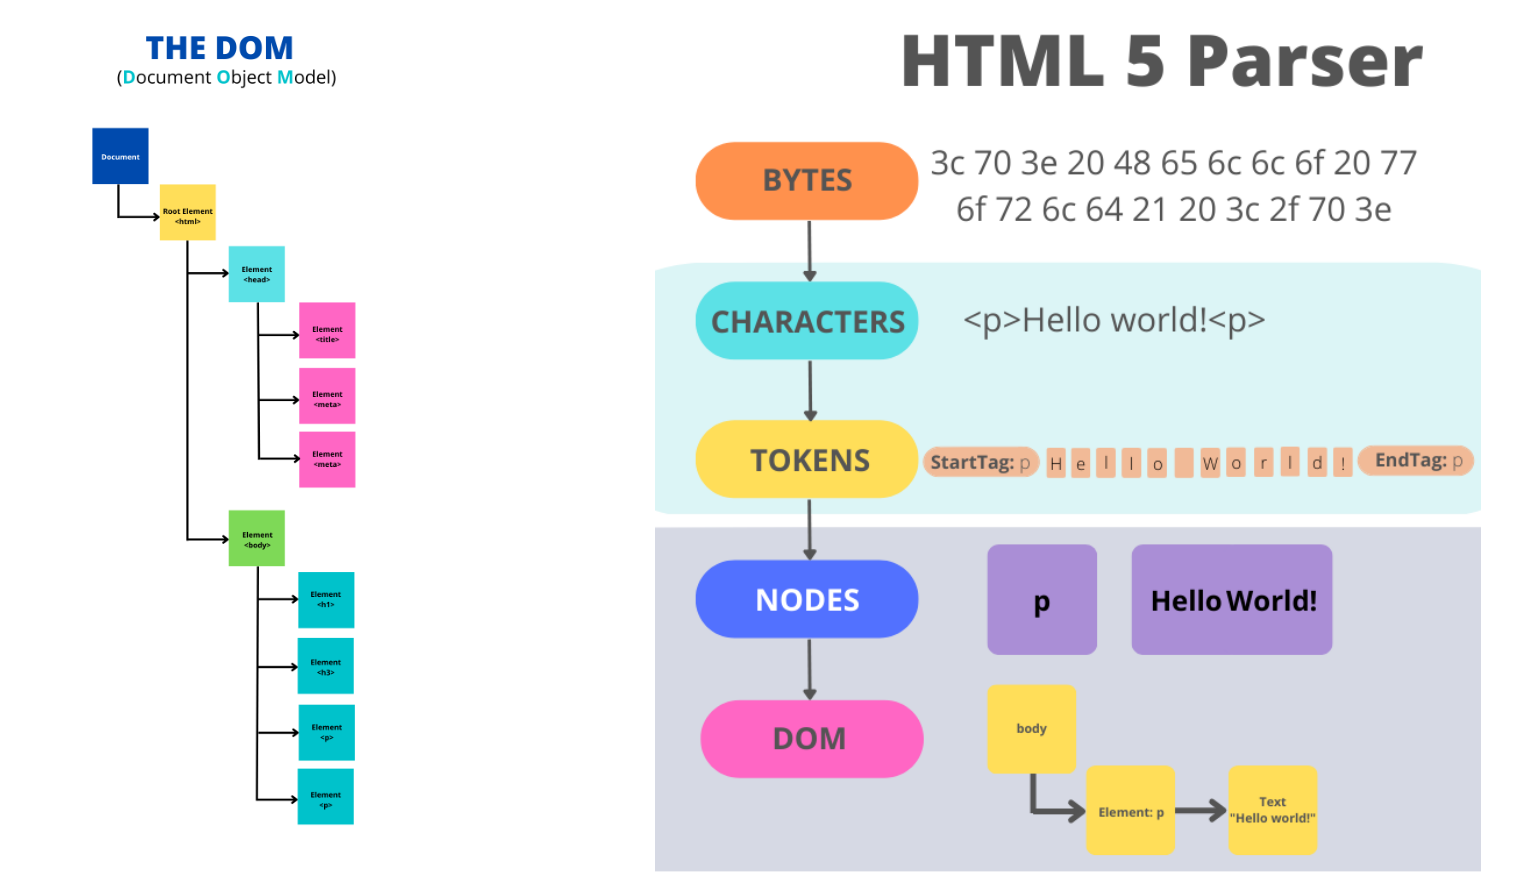 THE DOM
(Document Object Model)
Document
Root Element
<html>
Element
<head>
Element
<title>
Element
<meta>
Element
<meta>
Element
<body>
Element
<h1>
Element
<h3>
Element
<p>
Element
<p>
HTML 5 Parser
BYTES
3c 70 3e 20 48 65 6c 6c 6f 20 77
6f 72 6c 64 21 20 3c 2f 70 3e
CHARACTERS
<p>Hello world!<p>
TOKENS
StartTag: p H e l l o W o r l d ! EndTag: p
NODES
p
Hello World!
DOM
body
Element: p
Text
"Hello world!"